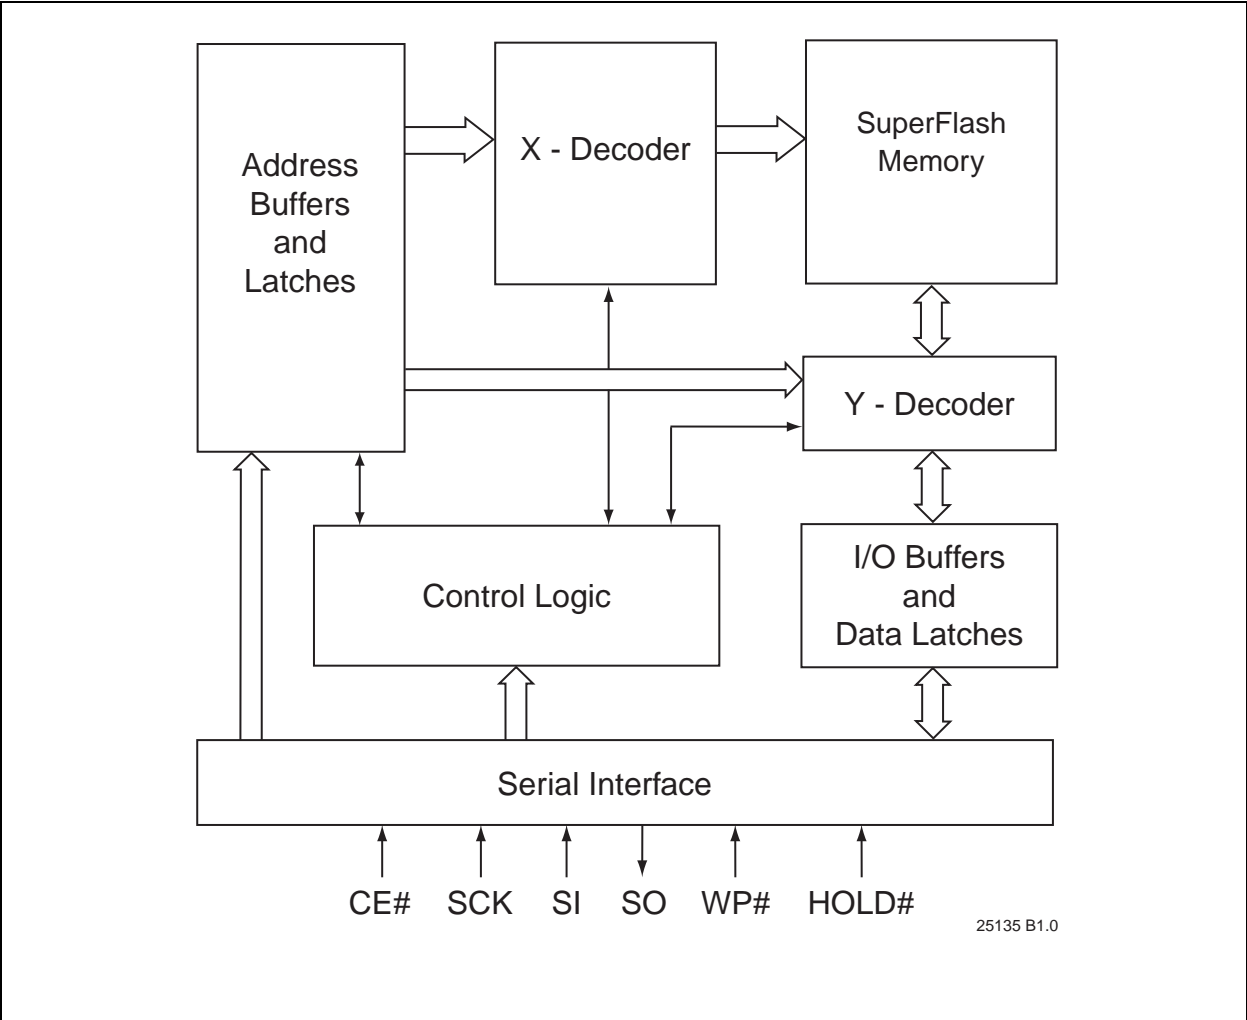 Address
Buffers
and
Latches
X - Decoder
SuperFlash
Memory
Y - Decoder
Control Logic
I/O Buffers
and
Data Latches
Serial Interface
CE# SCK SI SO WP# HOLD#
25135 B1.0